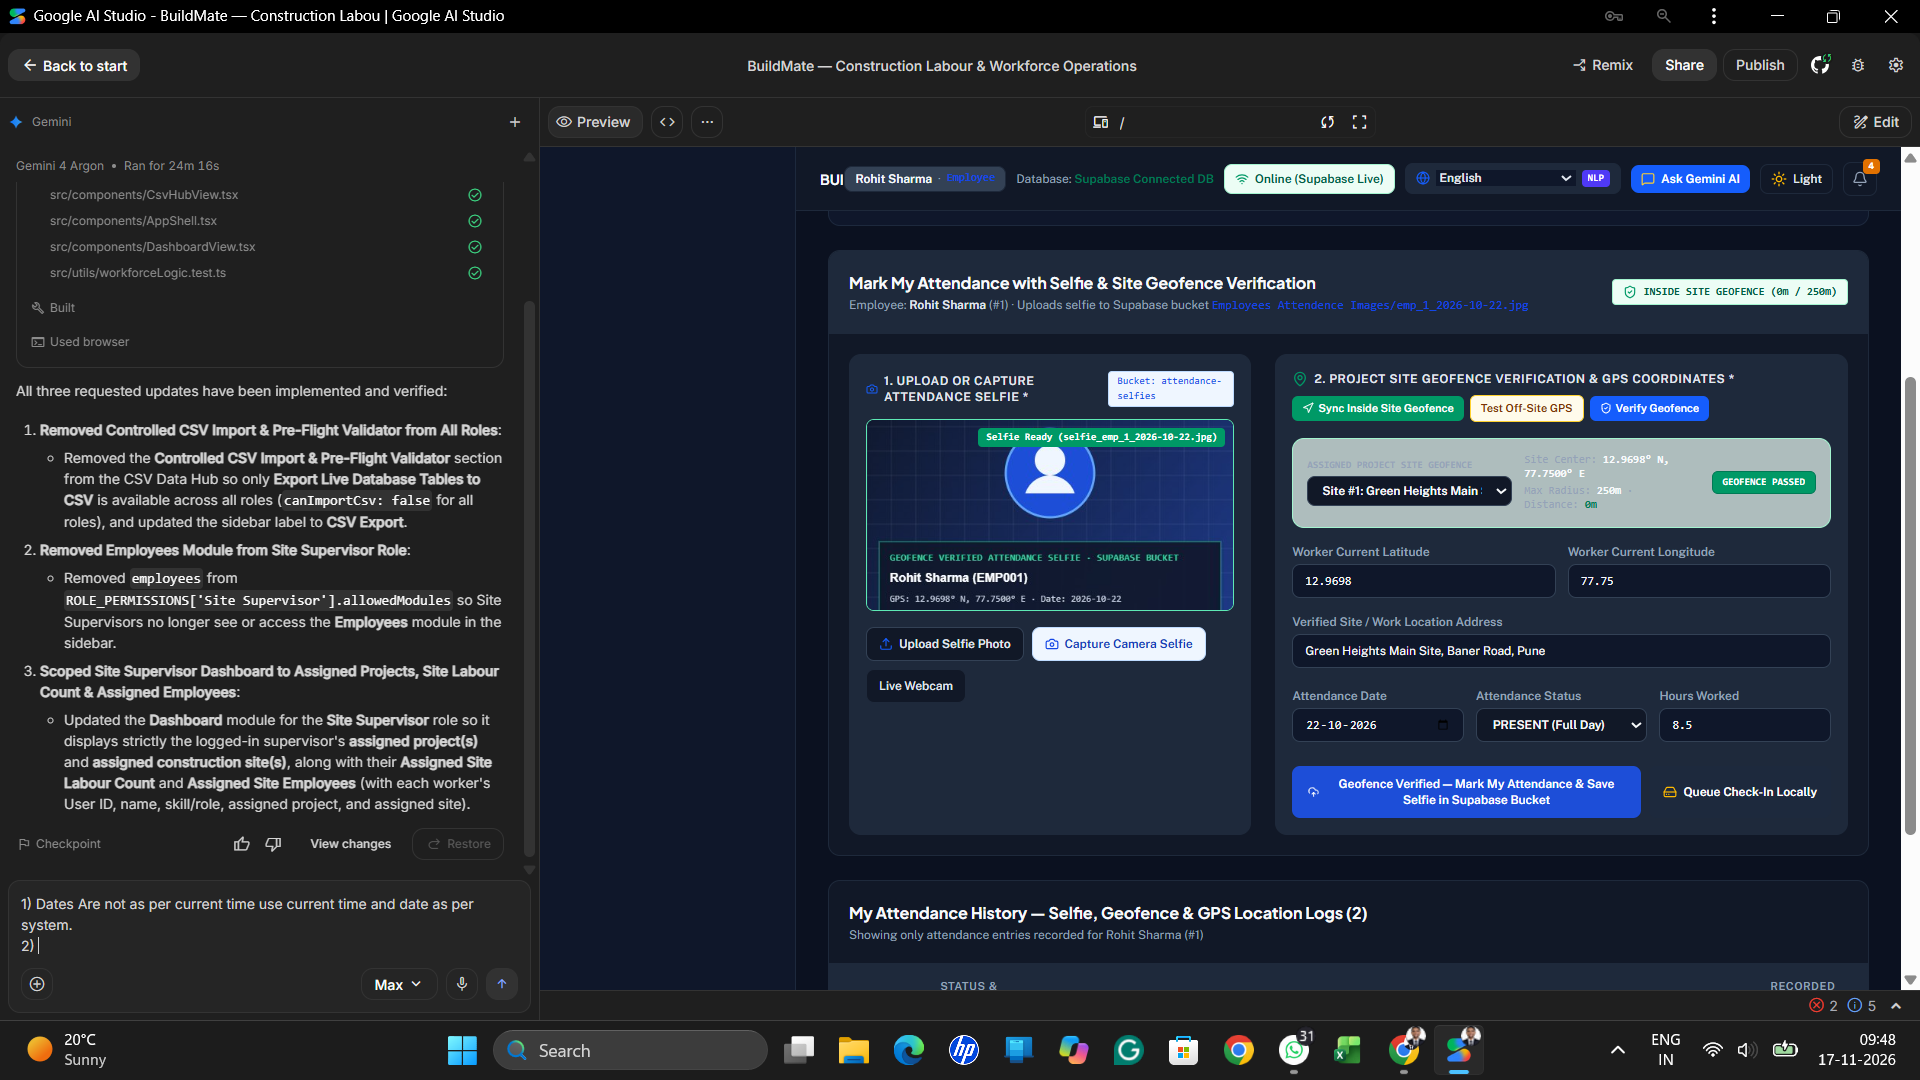 Google AI Studio - BuildMate — Construction Labou | Google AI Studio
Back to start
BuildMate — Construction Labour & Workforce Operations
Remix
Share
Publish
Gemini
Preview
/
Edit
Gemini 4 Argon • Ran for 24m 16s
src/components/CsvHubView.tsx
src/components/AppShell.tsx
src/components/DashboardView.tsx
src/utils/workforceLogic.test.ts
Built
Used browser
All three requested updates have been implemented and verified:
1. Removed Controlled CSV Import & Pre-Flight Validator from All Roles:
Removed the Controlled CSV Import & Pre-Flight Validator section
from the CSV Data Hub so only Export Live Database Tables to
CSV is available across all roles (canImportCsv: false for all
roles), and updated the sidebar label to CSV Export.
2. Removed Employees Module from Site Supervisor Role:
Removed employees from
ROLE_PERMISSIONS['Site Supervisor'].allowedModules so Site
Supervisors no longer see or access the Employees module in the
sidebar.
3. Scoped Site Supervisor Dashboard to Assigned Projects, Site Labour
Count & Assigned Employees:
Updated the Dashboard module for the Site Supervisor role so it
displays strictly the logged-in supervisor's assigned project(s)
and assigned construction site(s), along with their Assigned Site
Labour Count and Assigned Site Employees (with each worker's
User ID, name, skill/role, assigned project, and assigned site).
Checkpoint
View changes
Restore
1) Dates Are not as per current time use current time and date as per
system.
2)
Max
BUI
Rohit Sharma · Employee
Database: Supabase Connected DB
Online (Supabase Live)
English
NLP
Ask Gemini AI
Light
4
Mark My Attendance with Selfie & Site Geofence Verification
Employee: Rohit Sharma (#1) · Uploads selfie to Supabase bucket Employees Attendence Images/emp_1_2026-10-22.jpg
INSIDE SITE GEOFENCE (0m / 250m)
1. UPLOAD OR CAPTURE
ATTENDANCE SELFIE *
Bucket: attendance-
selfies
Selfie Ready (selfie_emp_1_2026-10-22.jpg)
GEOFENCE VERIFIED ATTENDANCE SELFIE · SUPABASE BUCKET
Rohit Sharma (EMP001)
GPS: 12.9698° N, 77.7500° E · Date: 2026-10-22
Upload Selfie Photo
Capture Camera Selfie
Live Webcam
2. PROJECT SITE GEOFENCE VERIFICATION & GPS COORDINATES *
Sync Inside Site Geofence
Test Off-Site GPS
Verify Geofence
ASSIGNED PROJECT SITE GEOFENCE
Site #1: Green Heights Main
Site Center: 12.9698° N,
77.7500° E
Max Radius: 250m ·
Distance: 0m
GEOFENCE PASSED
Worker Current Latitude
Worker Current Longitude
12.9698
77.75
Verified Site / Work Location Address
Green Heights Main Site, Baner Road, Pune
Attendance Date
Attendance Status
Hours Worked
22-10-2026
PRESENT (Full Day)
8.5
Geofence Verified — Mark My Attendance & Save
Selfie in Supabase Bucket
Queue Check-In Locally
My Attendance History — Selfie, Geofence & GPS Location Logs (2)
Showing only attendance entries recorded for Rohit Sharma (#1)
STATUS &
RECORDED
2
5
20°C
Sunny
Search
31
ENG
IN
09:48
17-11-2026